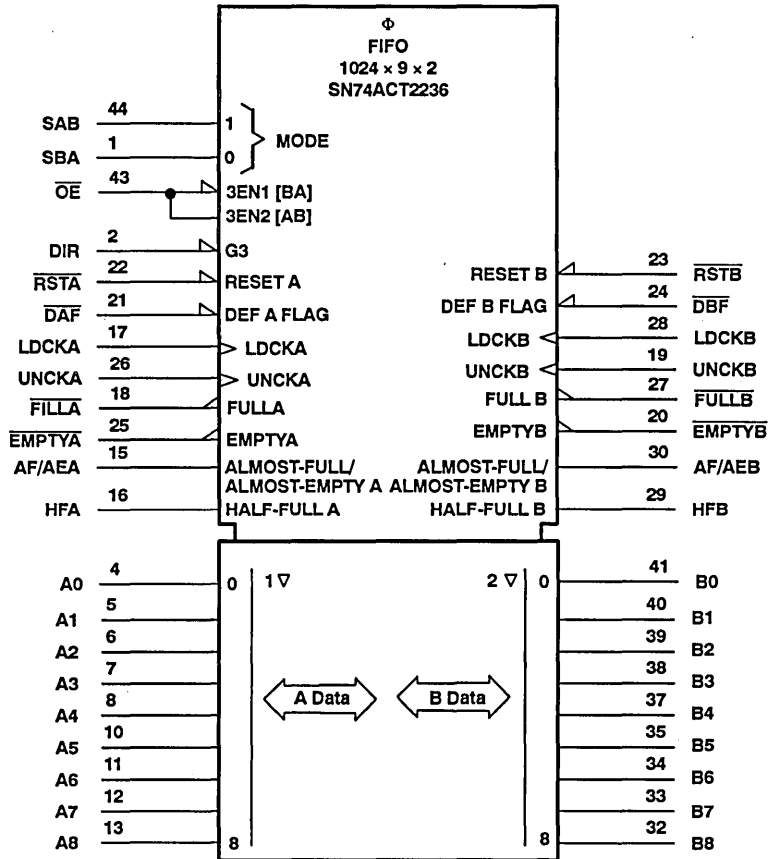 Φ
FIFO
1024 × 9 × 2
SN74ACT2236
SAB 44 1
SBA 1 0
MODE
OE 43 3EN1 [BA]
3EN2 [AB]
DIR 2 G3
RSTA 22 RESET A
RESET B 23 RSTB
DAF 21 DEF A FLAG
DEF B FLAG 24 DBF
LDCKA 17 LDCKA
LDCKB 28 LDCKB
UNCKA 26 UNCKA
UNCKB 19 UNCKB
FILLA 18 FULLA
FULL B 27 FULLB
EMPTYA 25 EMPTYA
EMPTYB 20 EMPTYB
AF/AEA 15 ALMOST-FULL/
ALMOST-EMPTY A
ALMOST-FULL/ 30 AF/AEB
ALMOST-EMPTY B
HFA 16 HALF-FULL A
HALF-FULL B 29 HFB
A0 4 0 1 ▽
2 ▽ 0 41 B0
A1 5
40 B1
A2 6
39 B2
A3 7
38 B3
A Data
B Data
A4 8
37 B4
A5 10
35 B5
A6 11
34 B6
A7 12
33 B7
A8 13 8
8 32 B8